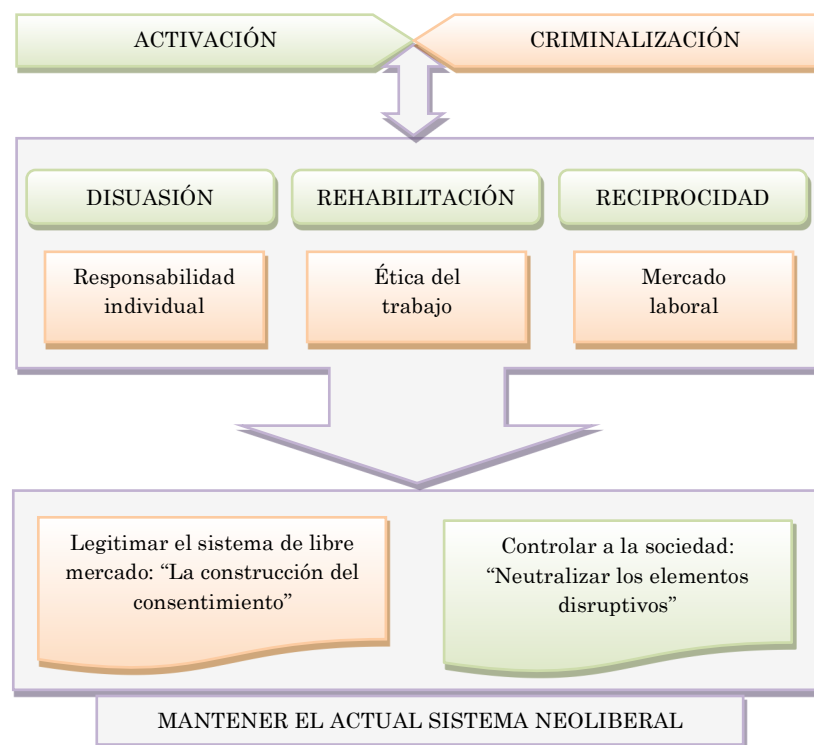 ACTIVACIÓN
CRIMINALIZACIÓN
DISUASIÓN
REHABILITACIÓN
RECIPROCIDAD
Responsabilidad
individual
Ética del
trabajo
Mercado
laboral
Legitimar el sistema de libre
mercado: “La construcción del
consentimiento”
Controlar a la sociedad:
“Neutralizar los elementos
disruptivos”
MANTENER EL ACTUAL SISTEMA NEOLIBERAL